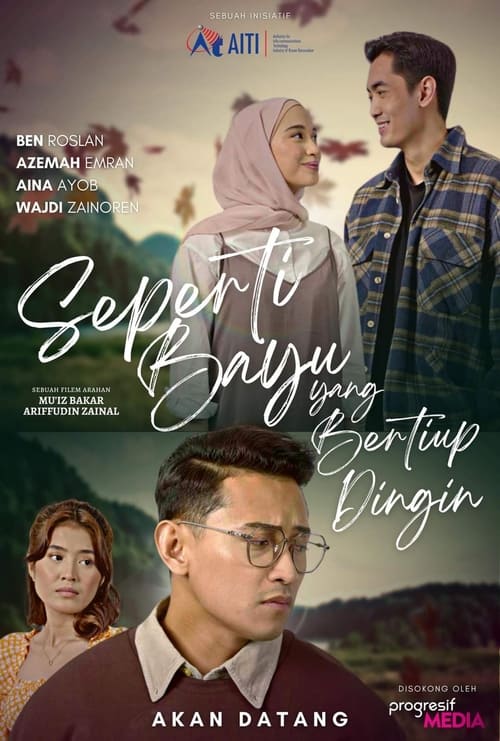 SEBUAH INISIATIF
AITI
BEN ROSLAN
AZEMAH EMRAN
AINA AYOB
WAJDI ZAINOREN
Seperti
Bayu
yang
Bertiup
Dingin
SEBUAH FILEM ARAHAN
MU'IZ BAKAR
ARIFFUDIN ZAINAL
DISOKONG OLEH
progresif
MEDIA
AKAN DATANG